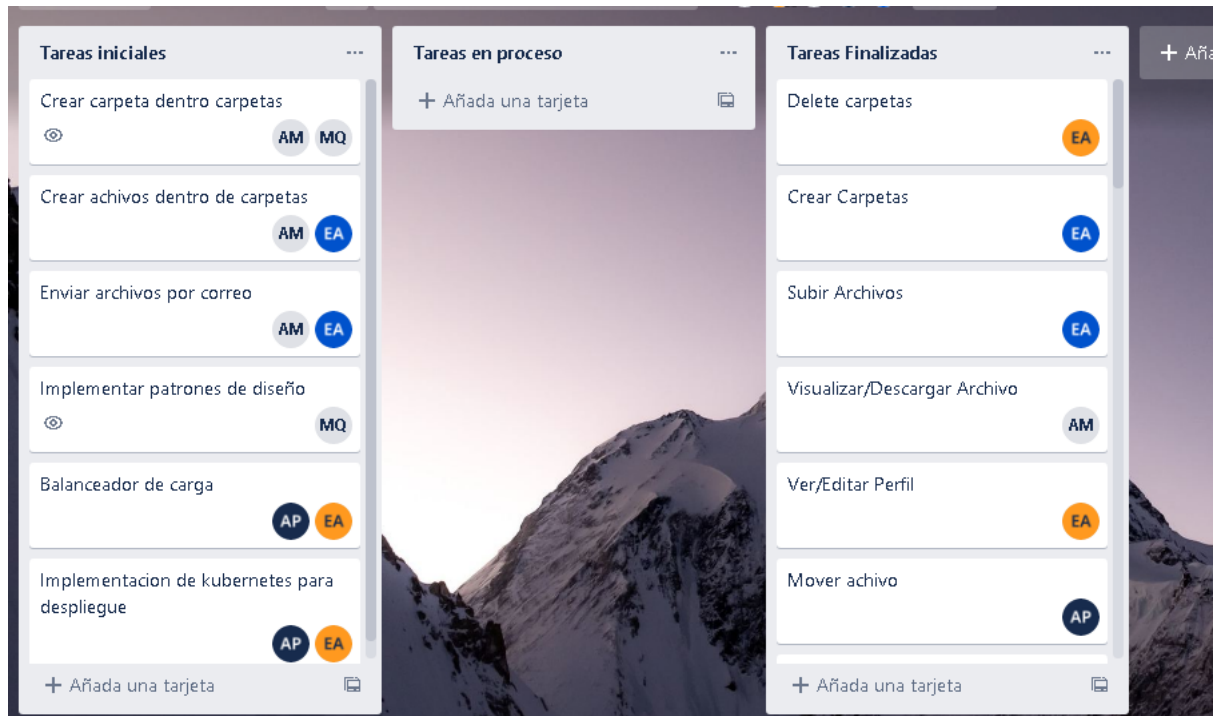 Tareas iniciales
Crear carpeta dentro carpetas
AM MQ
Crear achivos dentro de carpetas
AM EA
Enviar archivos por correo
AM EA
Implementar patrones de diseño
MQ
Balanceador de carga
AP EA
Implementacion de kubernetes para
despliegue
AP EA
+ Añada una tarjeta
Tareas en proceso
+ Añada una tarjeta
Tareas Finalizadas
Delete carpetas
EA
Crear Carpetas
EA
Subir Archivos
EA
Visualizar/Descargar Archivo
AM
Ver/Editar Perfil
EA
Mover achivo
AP
+ Añada una tarjeta